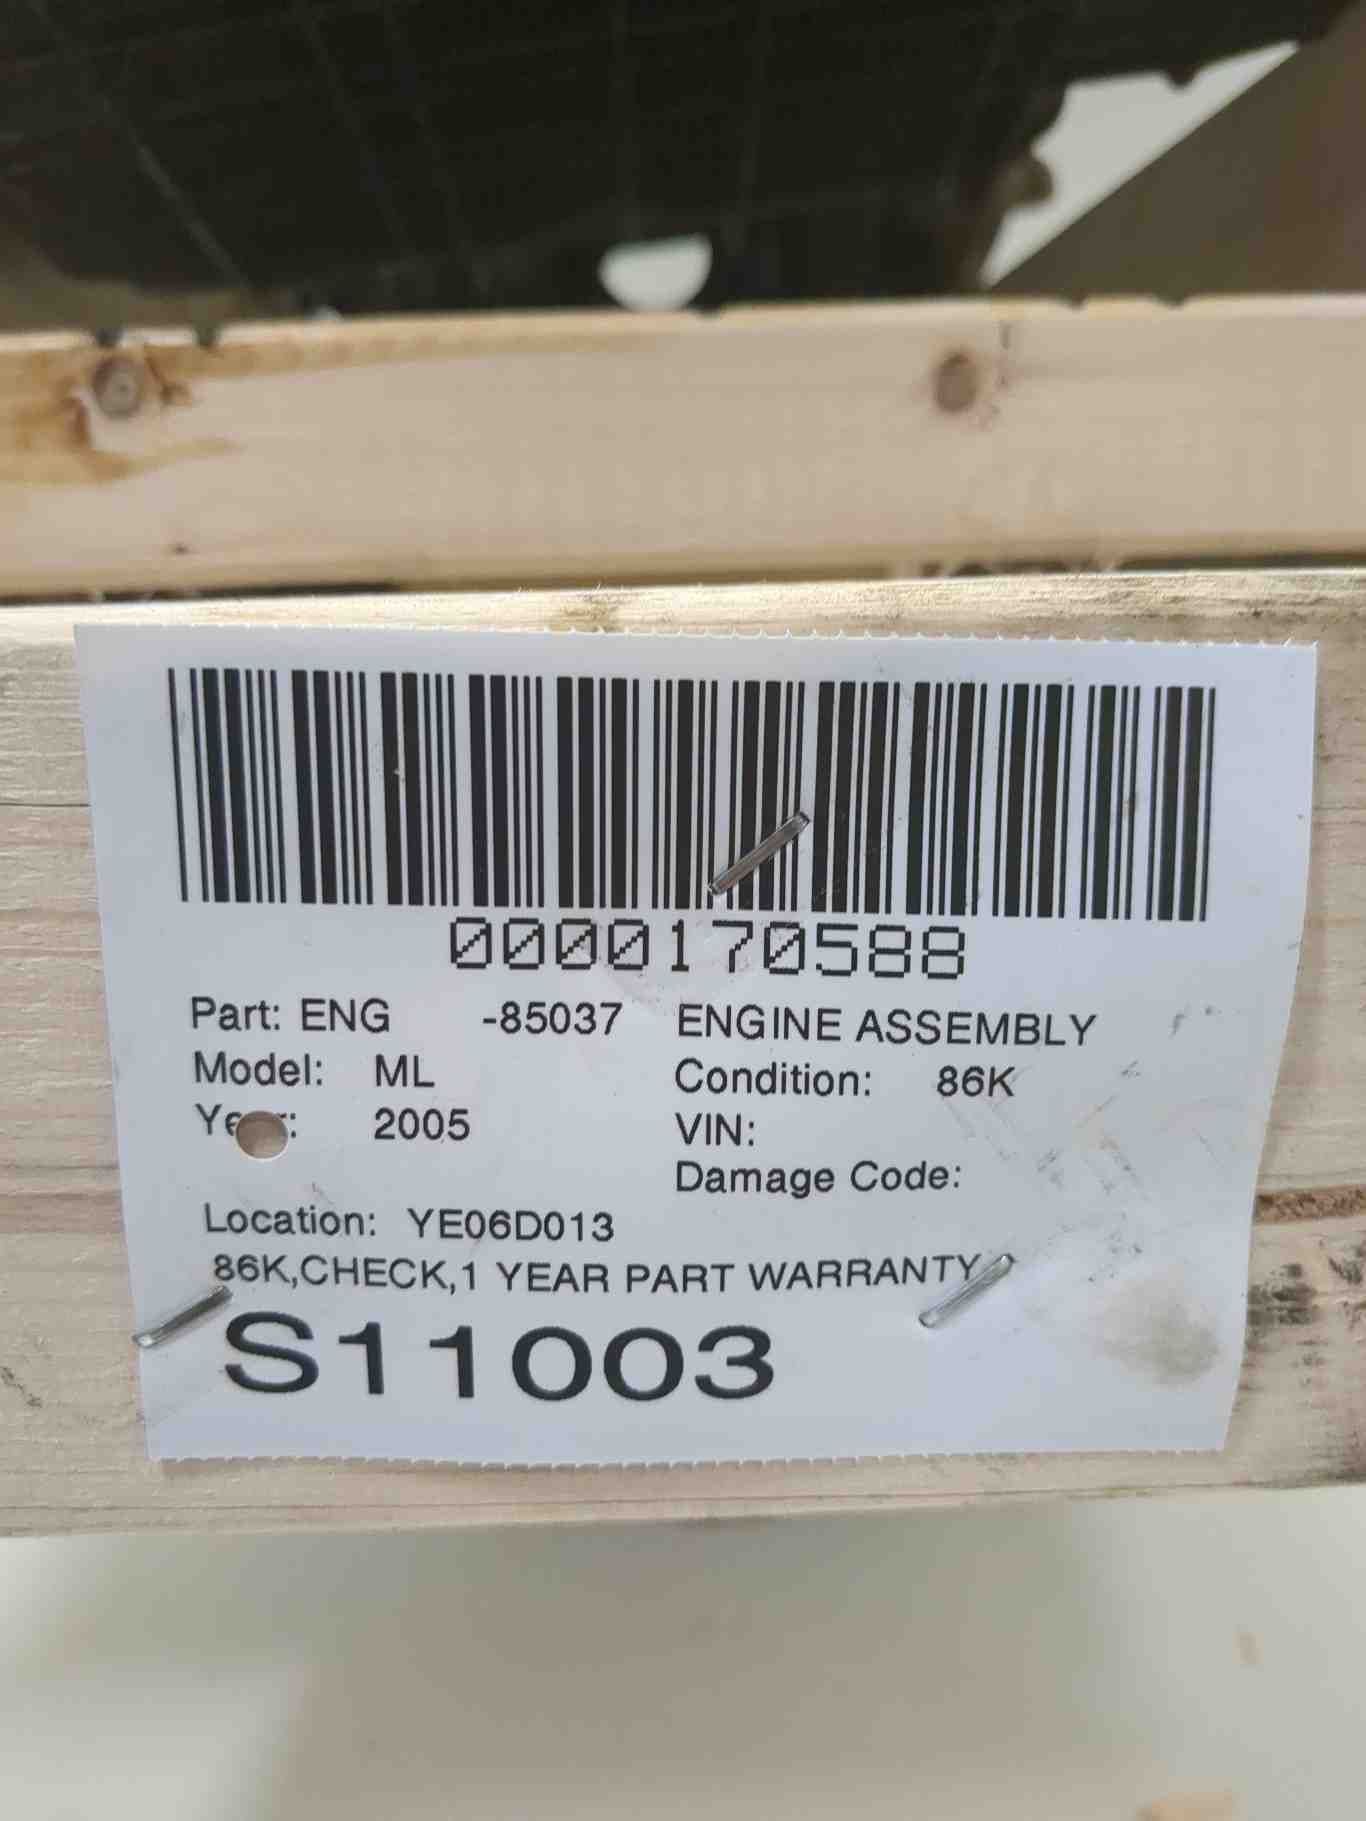 0000170588
Part: ENG -85037 ENGINE ASSEMBLY
Model: ML Condition: 86K
Year: 2005 VIN:
Damage Code:
Location: YE06D013
86K,CHECK,1 YEAR PART WARRANTY
S11003